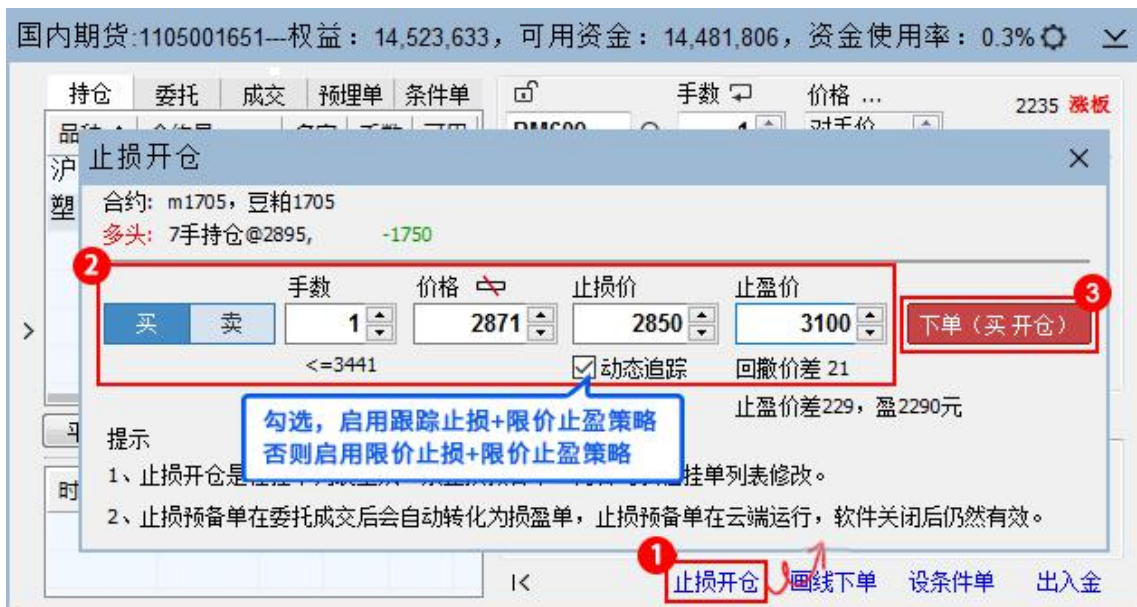 国内期货:1105001651---权益：14,523,633，可用资金：14,481,806，资金使用率：0.3%
持仓 委托 成交 预埋单 条件单 手数 价格 ...
2235 涨板
沪
塑
止损开仓
合约: m1705，豆粕1705
多头: 7手持仓@2895, -1750
2
手数 价格 止损价 止盈价
3
买 卖 1 2871 2850 3100 下单（买 开仓）
<=3441 动态追踪 回撤价差 21
勾选，启用跟踪止损+限价止盈策略
否则启用限价止损+限价止盈策略
止盈价差229，盈2290元
提示
1、止损开仓是
挂单列表修改。
时
2、止损预备单在委托成交后会自动转化为损盈单，止损预备单在云端运行，软件关闭后仍然有效。
1
止损开仓 画线下单 设条件单 出入金